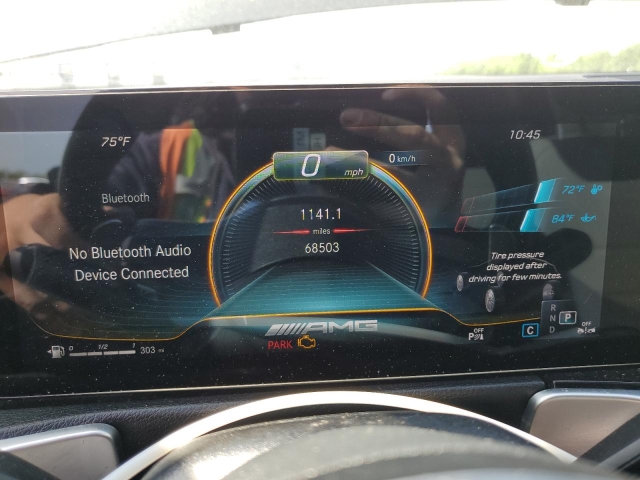 75°F
10:45
0 mph
0 km/h
Bluetooth
72°F
84°F
1141.1
miles
68503
No Bluetooth Audio
Device Connected
Tire pressure
displayed after
driving for few minutes.
R
N P
D
C
AMG
PARK
OFF
P
OFF
0 1/2 1
303 mi